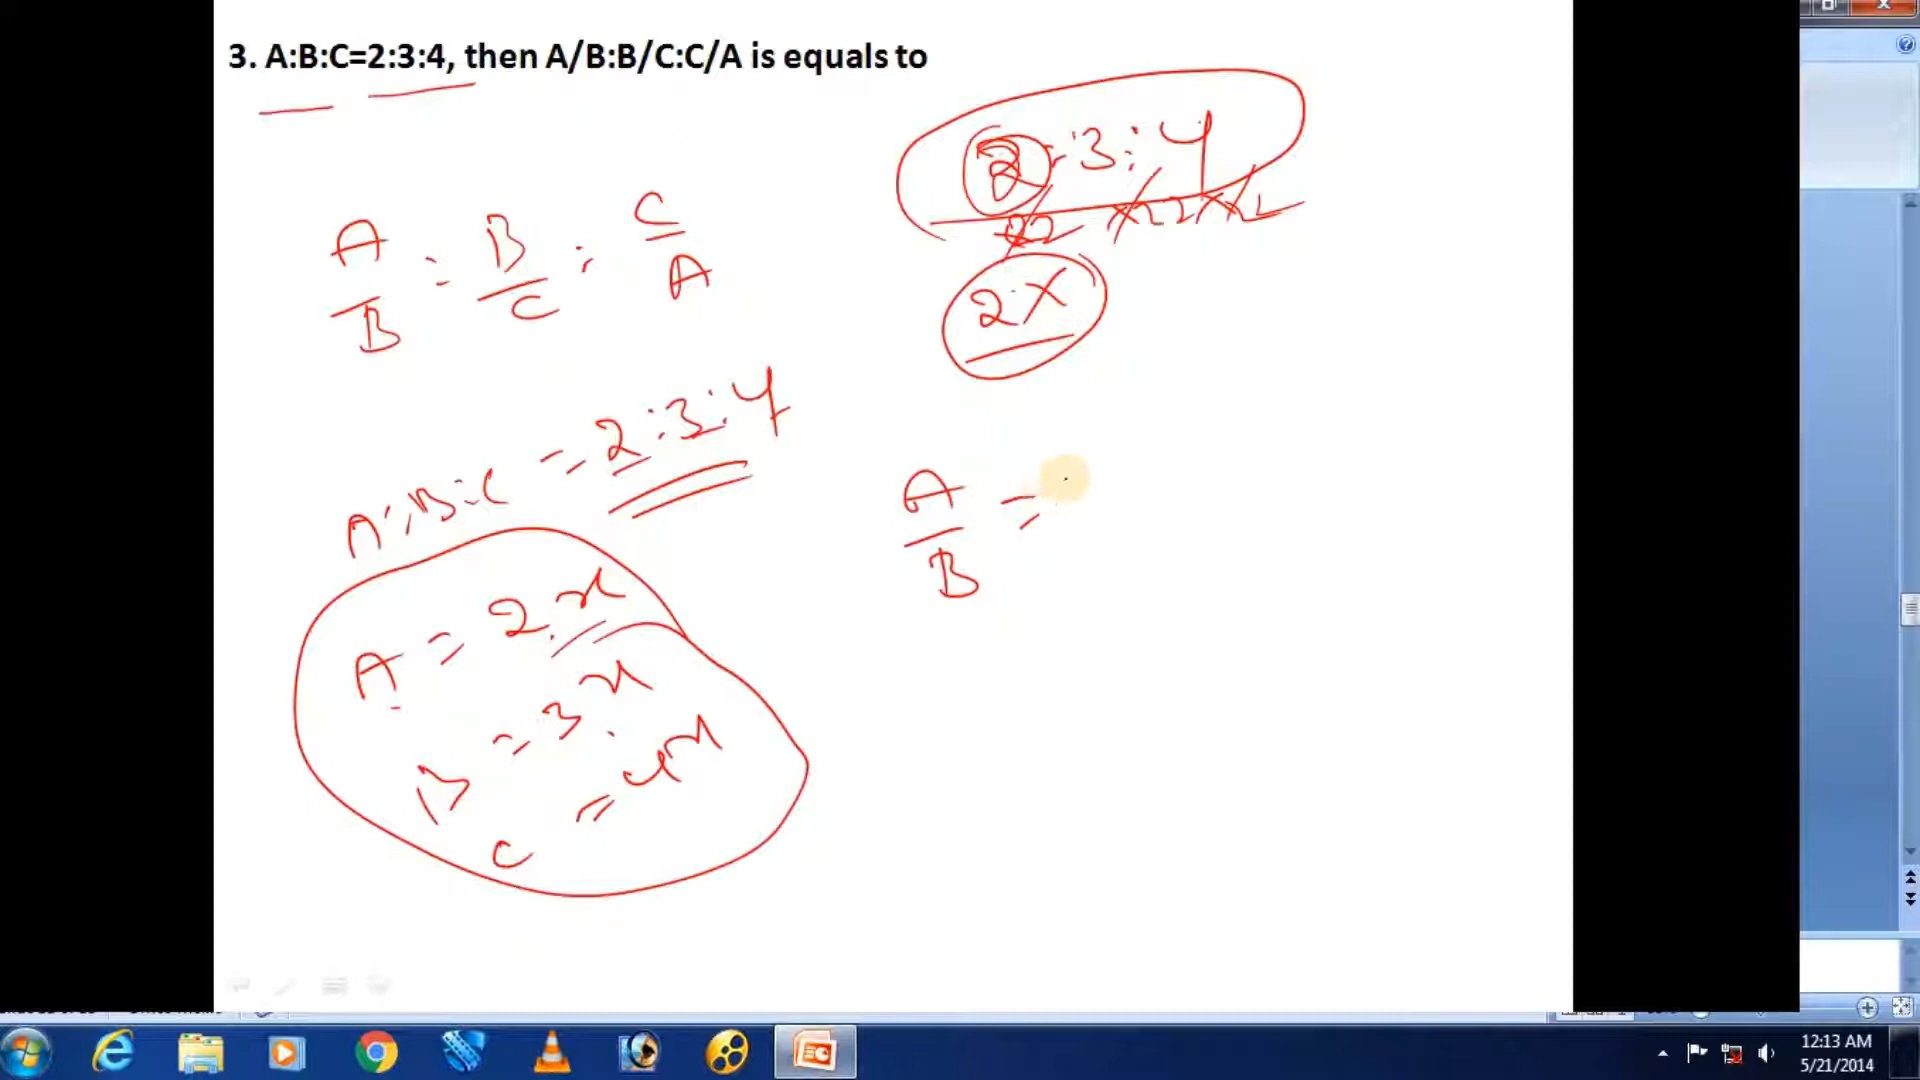 3. A:B:C=2:3:4, then A/B:B/C:C/A is equals to
2:3:4
A/B : B/C : C/A
2x
A:B:C = 2:3:4
A/B =
A = 2x
B = 3x
C = 4x
12:13 AM
5/21/2014